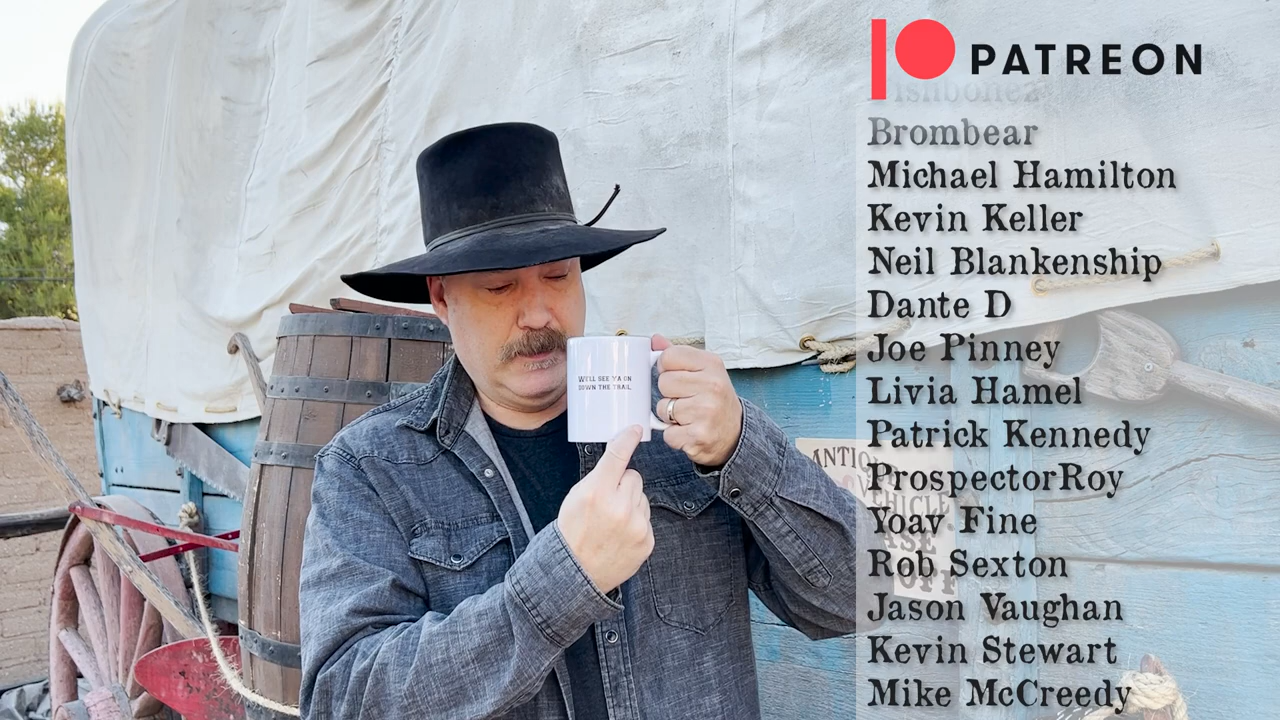 PATREON
Fishbonez
Brombear
Michael Hamilton
Kevin Keller
Neil Blankenship
Dante D
Joe Pinney
Livia Hamel
Patrick Kennedy
ProspectorRoy
Yoav Fine
Rob Sexton
Jason Vaughan
Kevin Stewart
Mike McCreedy
WE'LL SEE YA ON
DOWN THE TRAIL.